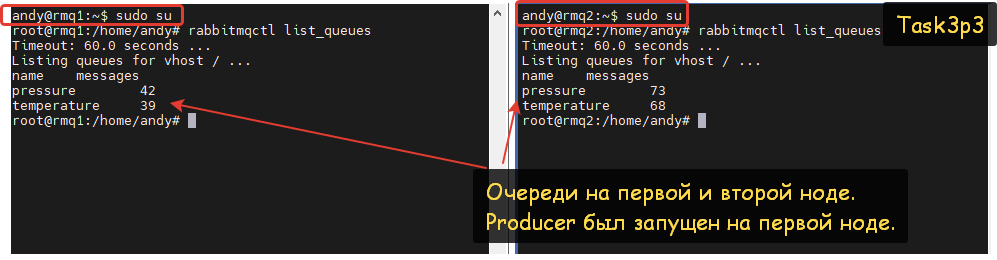 andy@rmq1:~$ sudo su
root@rmq1:/home/andy# rabbitmqctl list_queues
Timeout: 60.0 seconds ...
Listing queues for vhost / ...
name    messages
pressure        42
temperature     39
root@rmq1:/home/andy#
andy@rmq2:~$ sudo su
root@rmq2:/home/andy# rabbitmqctl list_queues
Timeout: 60.0 seconds ...
Listing queues for vhost / ...
name    messages
pressure        73
temperature     68
root@rmq2:/home/andy#
Task3p3
Очереди на первой и второй ноде.
Producer был запущен на первой ноде.